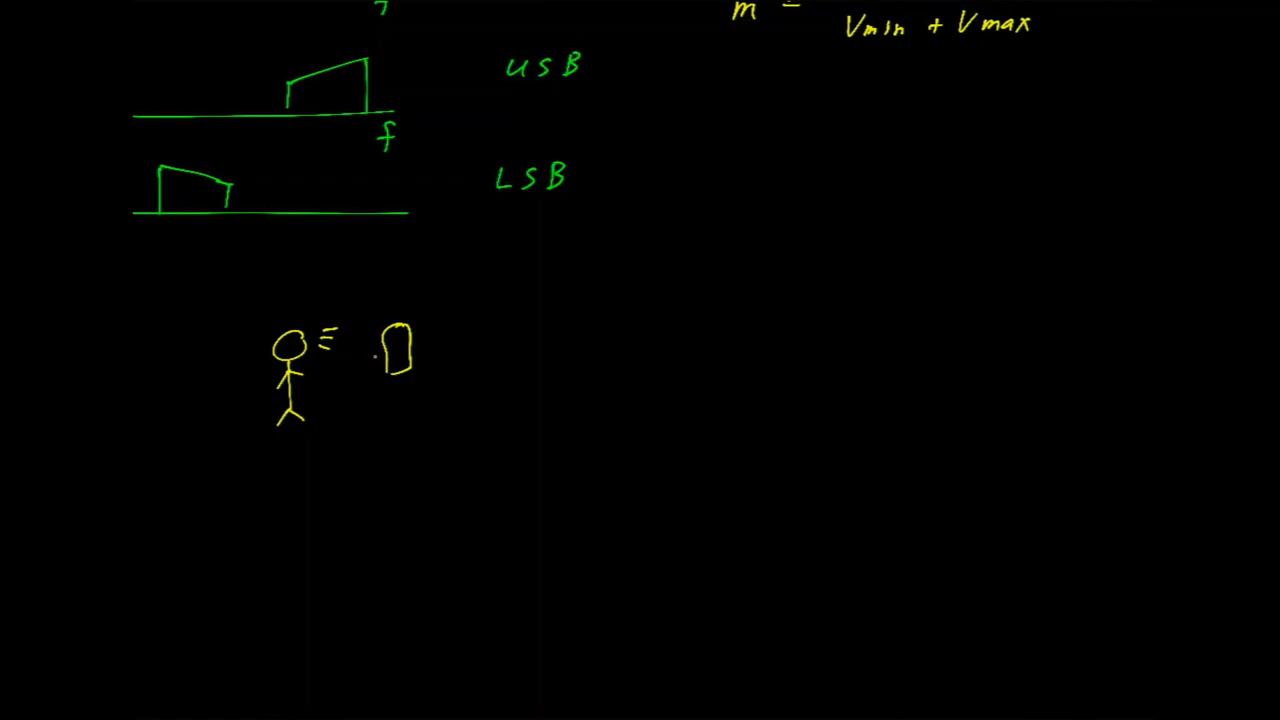 m =
Vmin + Vmax
USB
f
LSB